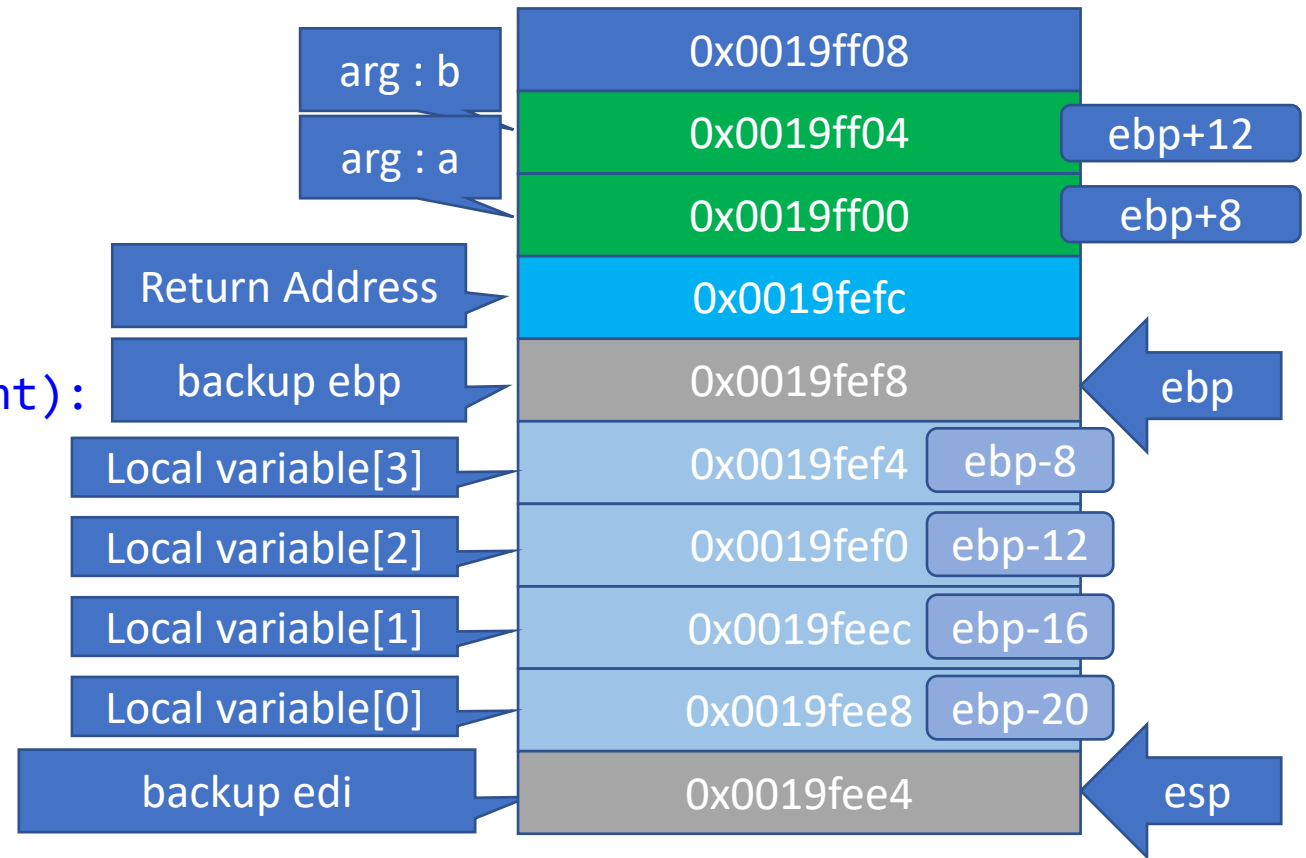 0x0019ff08
arg : b
0x0019ff04
ebp+12
arg : a
0x0019ff00
ebp+8
Return Address
0x0019fefc
nt):
backup ebp
0x0019fef8
ebp
Local variable[3]
0x0019fef4
ebp-8
Local variable[2]
0x0019fef0
ebp-12
Local variable[1]
0x0019feec
ebp-16
Local variable[0]
0x0019fee8
ebp-20
backup edi
0x0019fee4
esp